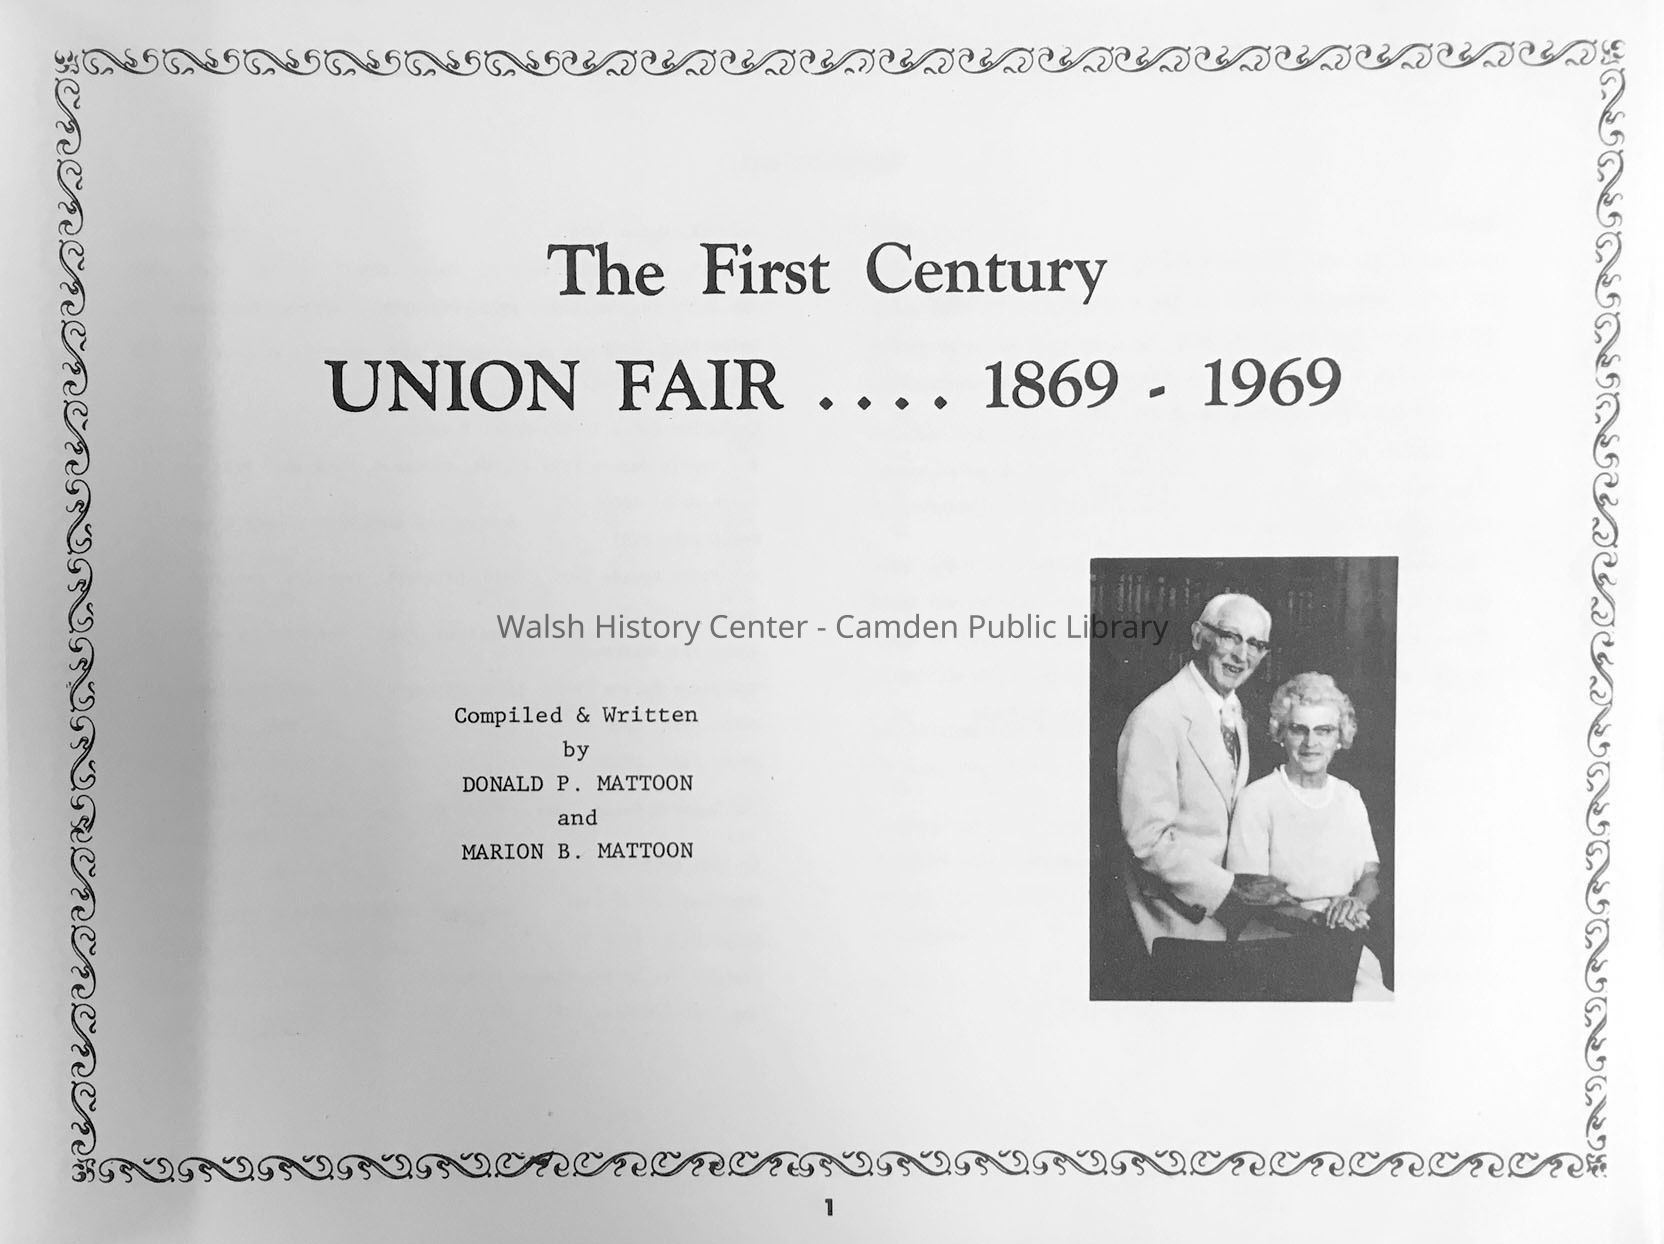 The First Century
UNION FAIR .... 1869 - 1969
Walsh History Center - Camden Public Library
Compiled & Written
by
DONALD P. MATTOON
and
MARION B. MATTOON
1